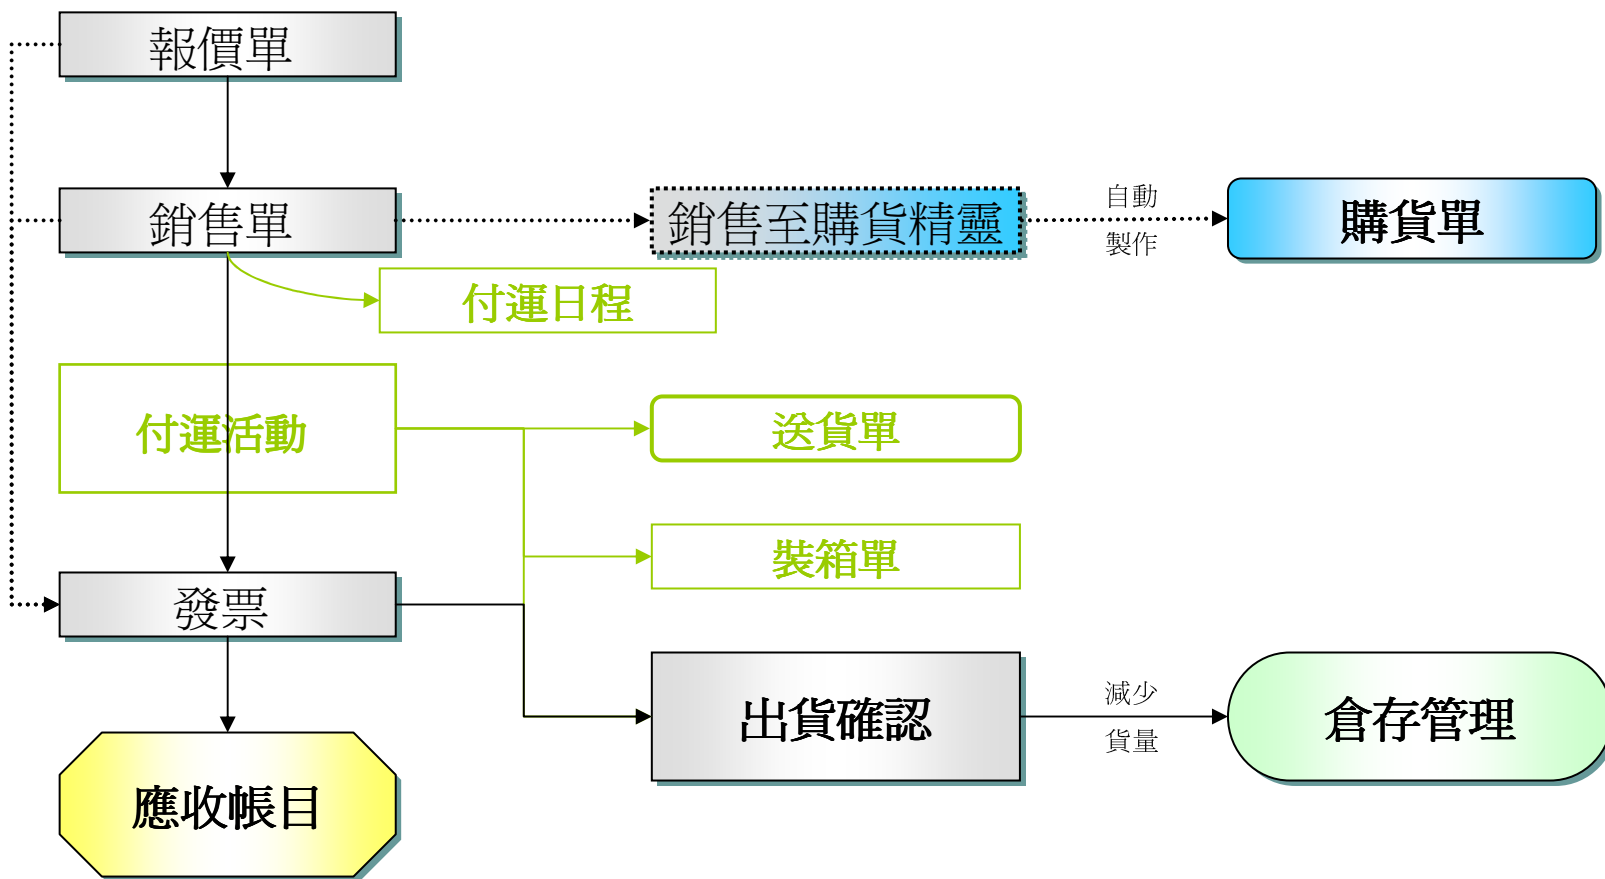 報價單
銷售單
銷售至購貨精靈
自動
製作
購貨單
付運日程
付運活動
送貨單
裝箱單
發票
出貨確認
減少
貨量
倉存管理
應收帳目